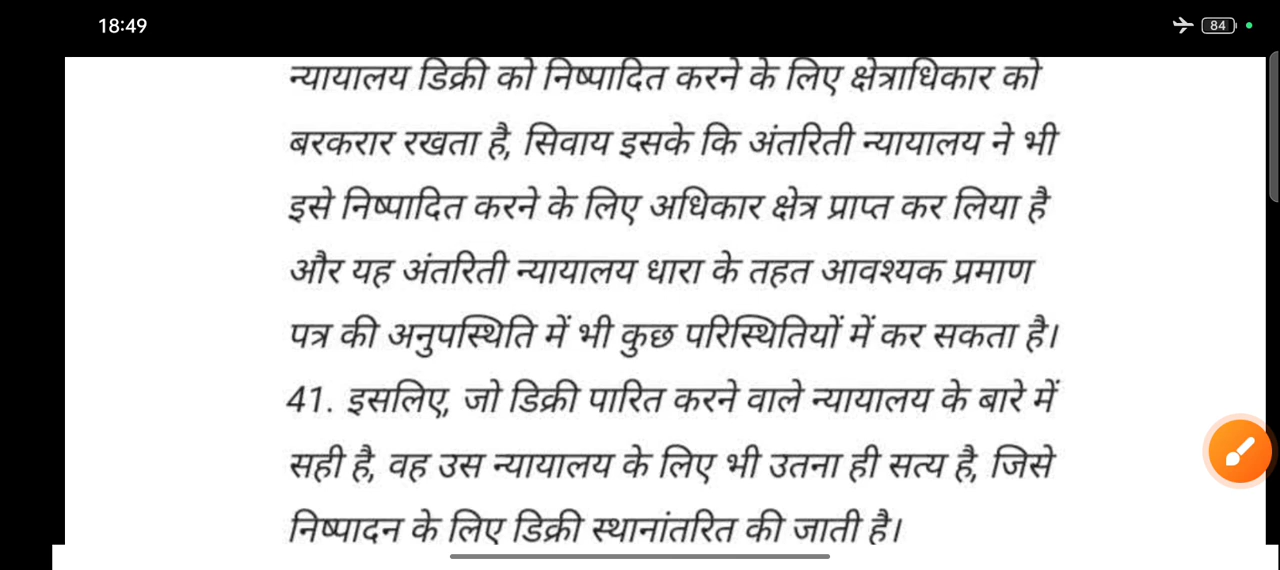 18:49
84
न्यायालय डिक्री को निष्पादित करने के लिए क्षेत्राधिकार को
बरकरार रखता है, सिवाय इसके कि अंतरिती न्यायालय ने भी
इसे निष्पादित करने के लिए अधिकार क्षेत्र प्राप्त कर लिया है
और यह अंतरिती न्यायालय धारा के तहत आवश्यक प्रमाण
पत्र की अनुपस्थिति में भी कुछ परिस्थितियों में कर सकता है।
41. इसलिए, जो डिक्री पारित करने वाले न्यायालय के बारे में
सही है, वह उस न्यायालय के लिए भी उतना ही सत्य है, जिसे
निष्पादन के लिए डिक्री स्थानांतरित की जाती है।